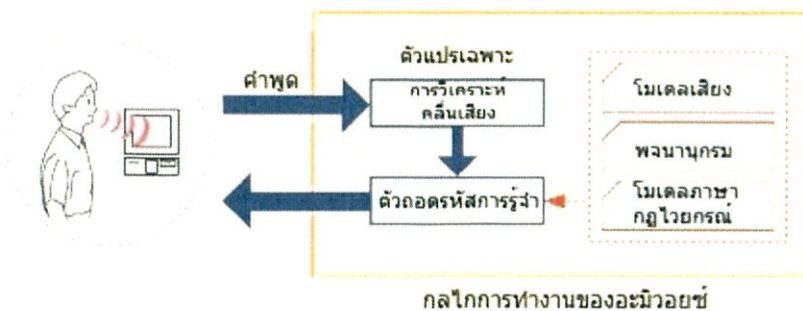 คำพูด
ตัวแปรเฉพาะ
การวิเคราะห์
คลื่นเสียง
ตัวถอดรหัสการรู้จำ
โมเดลเสียง
พจนานุกรม
โมเดลภาษา
กฎไวยกรณ์
กลไกการทำงานของอะมิวอยซ์